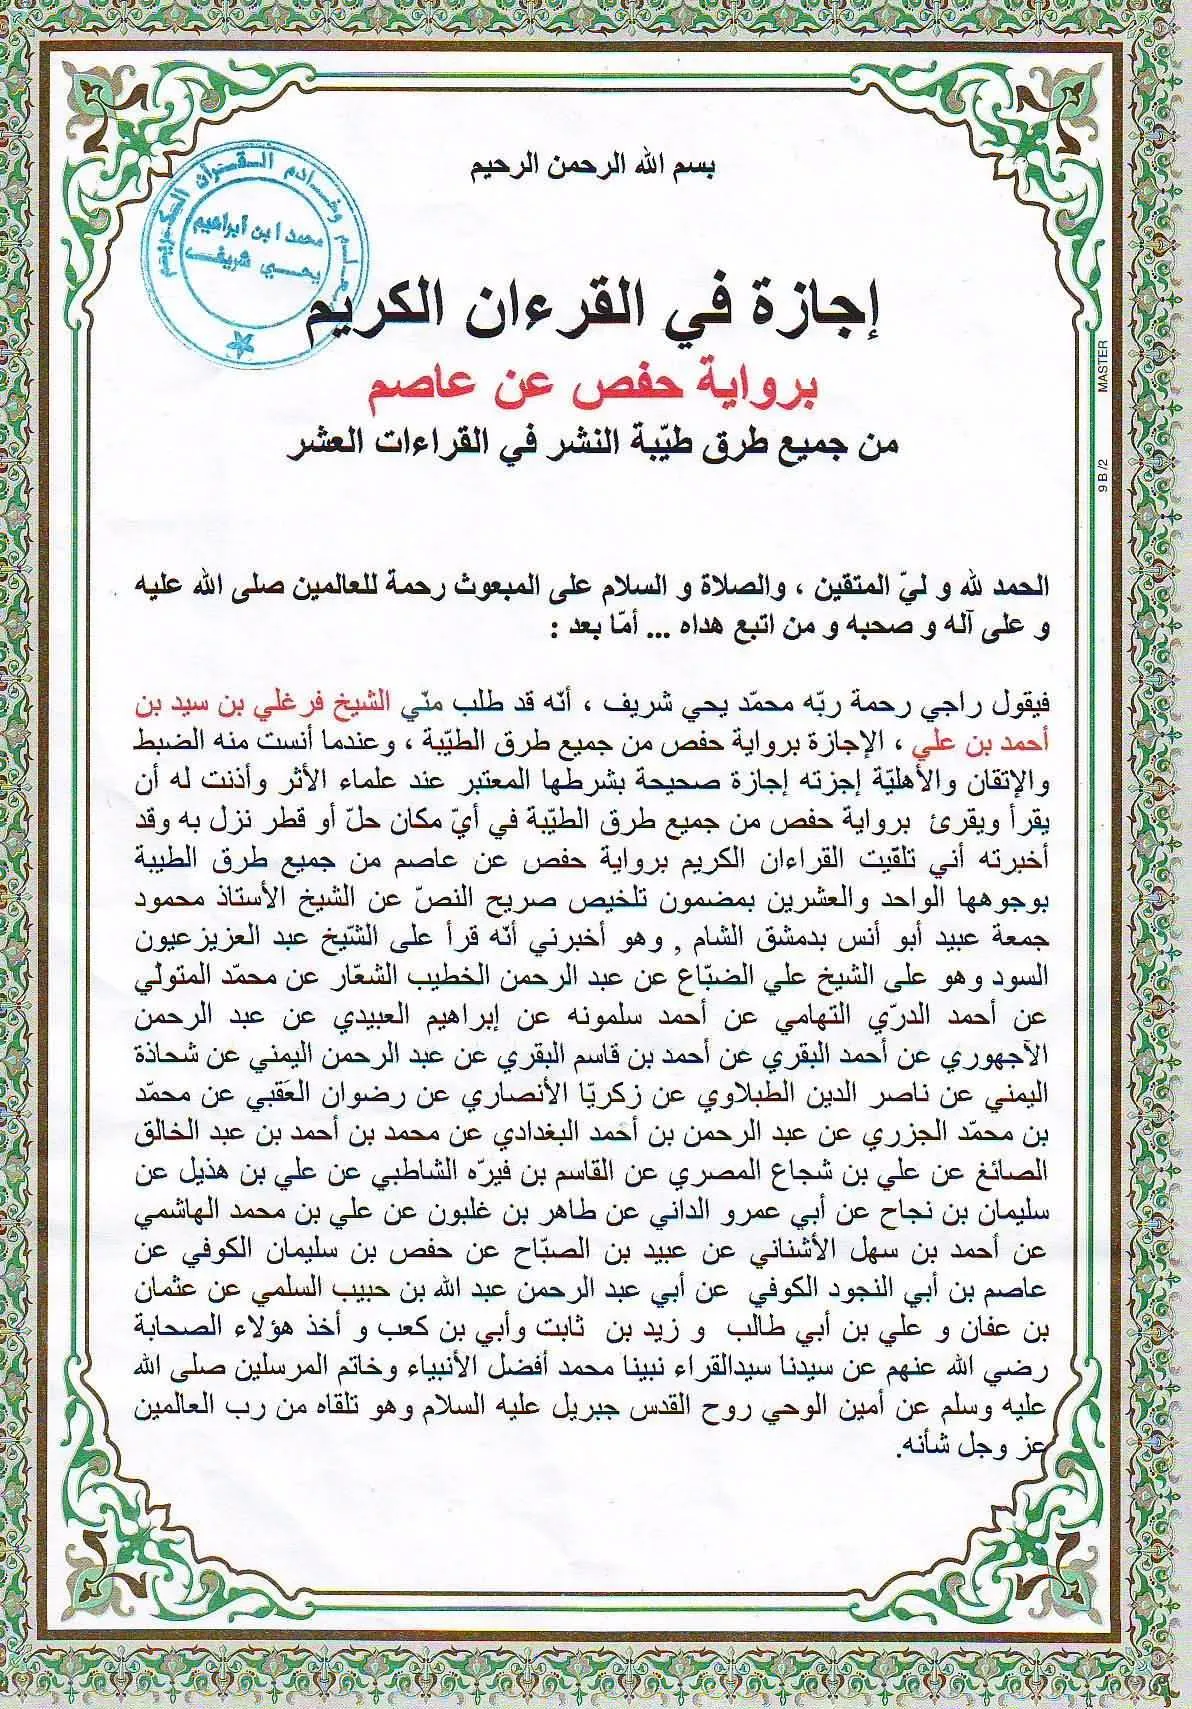 بسم الله الرحمن الرحيم
معلم وخادم القرآن الكريم
محمد ابن ابراهيم
يحي شريف
إجازة في القرءان الكريم
برواية حفص عن عاصم
من جميع طرق طيّبة النشر في القراءات العشر
MASTER
9 B /2
الحمد لله و ليّ المتقين ، والصلاة و السلام على المبعوث رحمة للعالمين صلى الله عليه
و على آله و صحبه و من اتبع هداه ... أمّا بعد :
فيقول راجي رحمة ربّه محمّد يحي شريف ، أنّه قد طلب منّي الشيخ فرغلي بن سيد بن
أحمد بن علي ، الإجازة برواية حفص من جميع طرق الطيّبة ، وعندما أنست منه الضبط
والإتقان والأهليّة إجزته إجازة صحيحة بشرطها المعتبر عند علماء الأثر وأذنت له أن
يقرأ ويقرئ برواية حفص من جميع طرق الطيّبة في أيّ مكان حلّ أو قطر نزل به وقد
أخبرته أني تلقّيت القراءان الكريم برواية حفص عن عاصم من جميع طرق الطيبة
بوجوهها الواحد والعشرين بمضمون تلخيص صريح النصّ عن الشيخ الأستاذ محمود
جمعة عبيد أبو أنس بدمشق الشام , وهو أخبرني أنّه قرأ على الشّيخ عبد العزيزعيون
السود وهو على الشيخ علي الضبّاع عن عبد الرحمن الخطيب الشعّار عن محمّد المتولّي
عن أحمد الدرّي التهامي عن أحمد سلمونه عن إبراهيم العبيدي عن عبد الرحمن
الآجهوري عن أحمد البقري عن أحمد بن قاسم البقري عن عبد الرحمن اليمني عن شحاذة
اليمني عن ناصر الدين الطبلاوي عن زكريّا الأنصاري عن رضوان العَقبي عن محمّد
بن محمّد الجزري عن عبد الرحمن بن أحمد البغدادي عن محمد بن أحمد بن عبد الخالق
الصائغ عن علي بن شجاع المصري عن القاسم بن فيرّه الشاطبي عن علي بن هذيل عن
سليمان بن نجاح عن أبي عمرو الداني عن طاهر بن غلبون عن علي بن محمد الهاشمي
عن أحمد بن سهل الأشناني عن عبيد بن الصبّاح عن حفص بن سليمان الكوفي عن
عاصم بن أبي النجود الكوفي عن أبي عبد الرحمن عبد الله بن حبيب السلمي عن عثمان
بن عفان و علي بن أبي طالب و زيد بن ثابت وأبي بن كعب و أخذ هؤلاء الصحابة
رضي الله عنهم عن سيدنا سيدالقراء نبينا محمد أفضل الأنبياء وخاتم المرسلين صلى الله
عليه وسلم عن أمين الوحي روح القدس جبريل عليه السلام وهو تلقاه من رب العالمين
عز وجل شأنه.